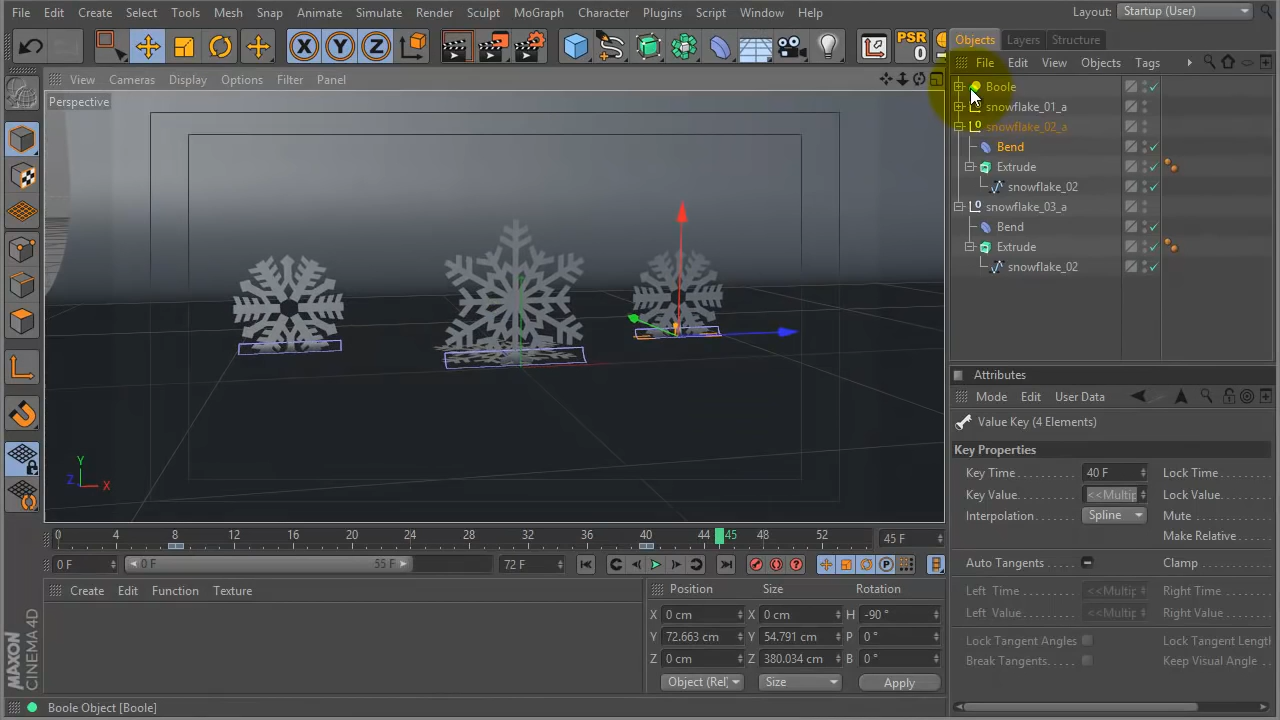 File Edit Create Select Tools Mesh Snap Animate Simulate Render Sculpt MoGraph Character Plugins Script Window Help Layout: Startup (User)
X Y Z PSR 0
Objects Layers Structure
File Edit View Objects Tags
View Cameras Display Options Filter Panel
Perspective
Boole
snowflake_01_a
snowflake_02_a
Bend
Extrude
snowflake_02
snowflake_03_a
Bend
Extrude
snowflake_02
Y
Z X
Attributes
Mode Edit User Data
Value Key (4 Elements)
Key Properties
Key Time 40 F Lock Time
Key Value <<Multip Lock Value
Interpolation Spline Mute
Make Relative
Auto Tangents Clamp
Left Time <<Multip Right Time
Left Value <<Multip Right Value
Lock Tangent Angles Lock Tangent Length
Break Tangents. Keep Visual Angle
0 4 8 12 16 20 24 28 32 36 40 45 48 52 45 F
0 F 0 F 55 F 72 F
Create Edit Function Texture
Position Size Rotation
X 0 cm X 0 cm H -90 °
Y 72.663 cm Y 54.791 cm P 0 °
Z 0 cm Z 380.034 cm B 0 °
Object (Rel) Size Apply
MAXON CINEMA 4D
Boole Object [Boole]